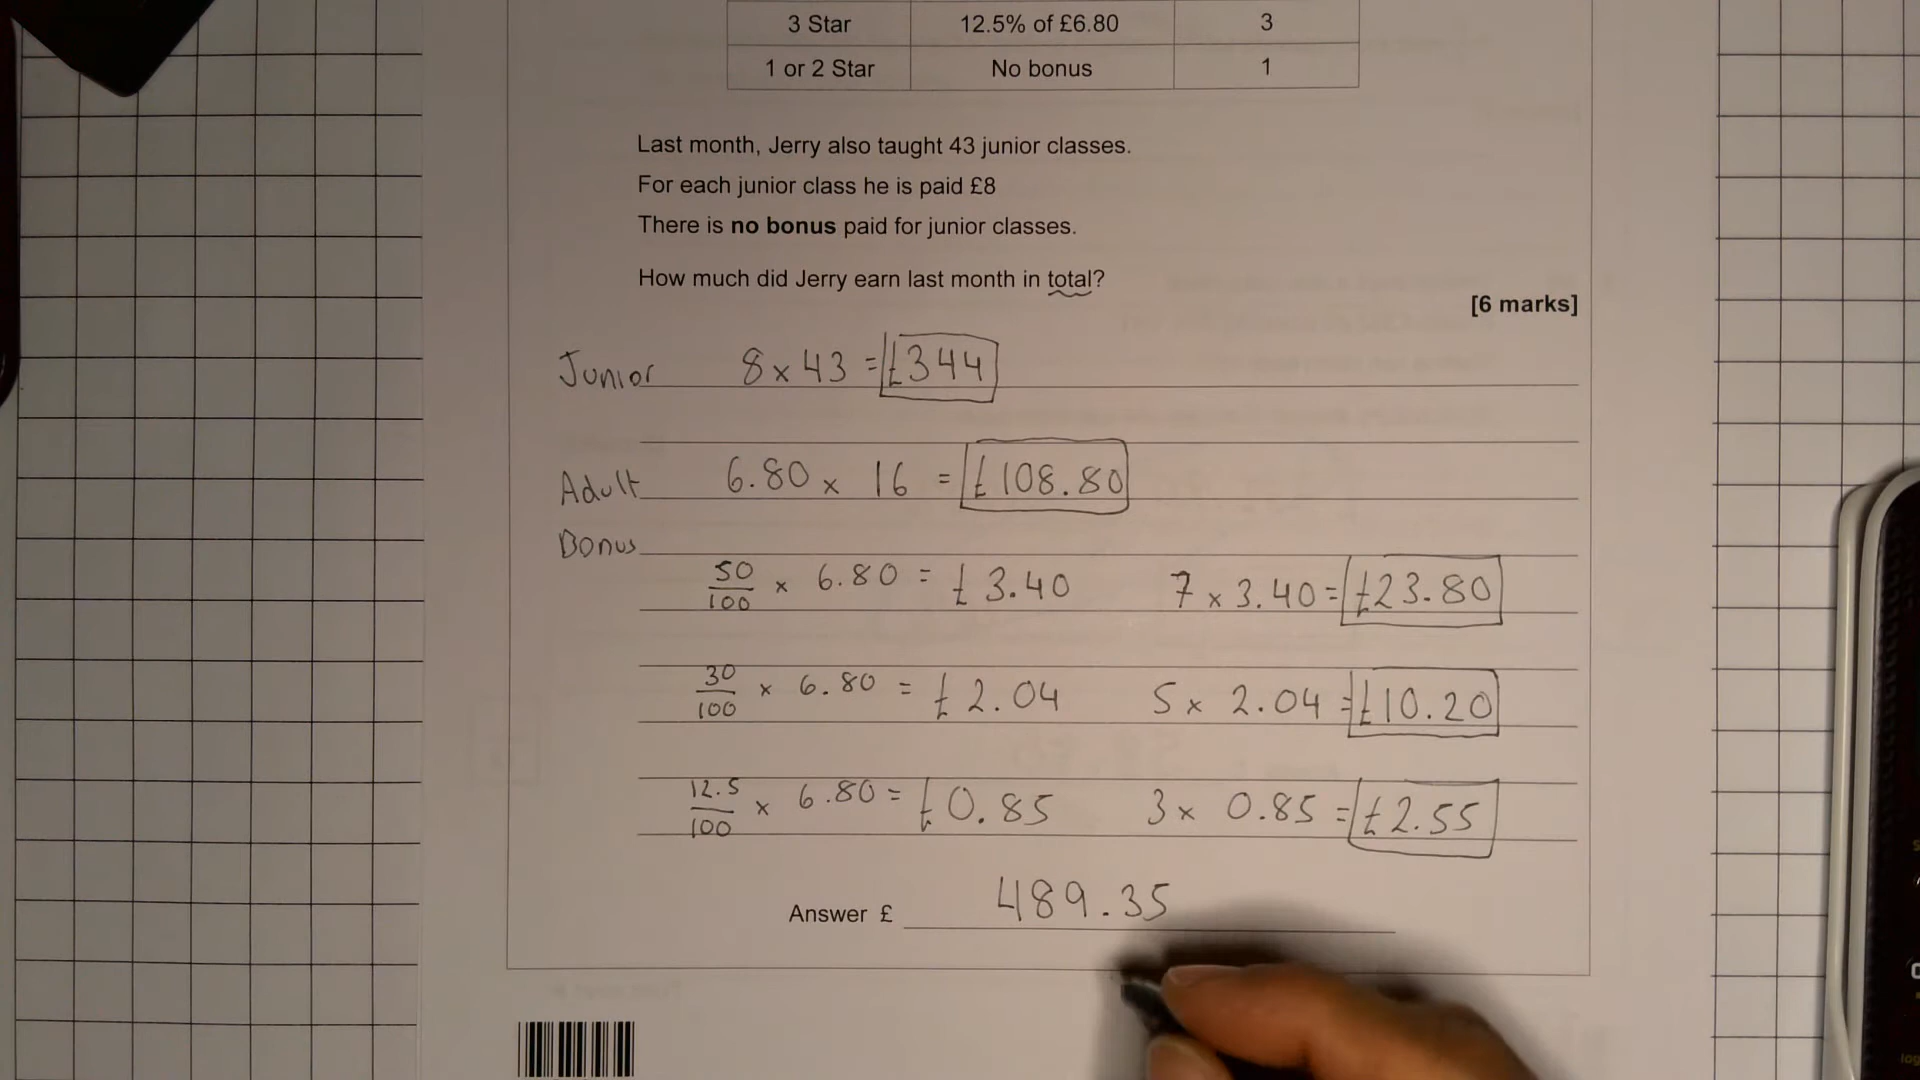 3 Star 12.5% of £6.80 3
1 or 2 Star No bonus 1
Last month, Jerry also taught 43 junior classes.
For each junior class he is paid £8
There is no bonus paid for junior classes.
How much did Jerry earn last month in total?
[6 marks]
Junior 8 x 43 = £344
Adult 6.80 x 16 = £108.80
Bonus
50/100 x 6.80 = £3.40 7 x 3.40 = £23.80
30/100 x 6.80 = £2.04 5 x 2.04 = £10.20
12.5/100 x 6.80 = £0.85 3 x 0.85 = £2.55
Answer £ 489.35